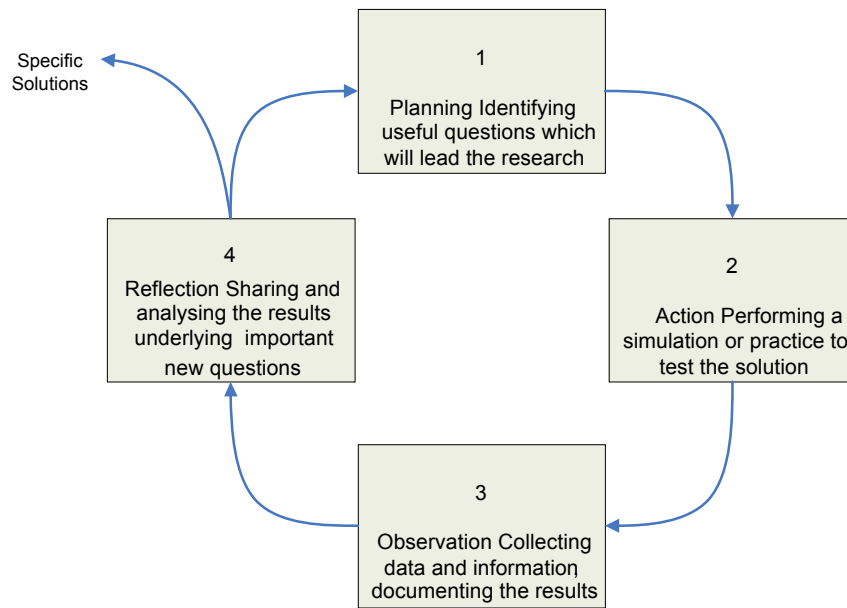 Specific
Solutions
1
Planning Identifying
useful questions which
will lead the research
2
Action Performing a
simulation or practice to
test the solution
3
Observation Collecting
data and information,
documenting the results
4
Reflection Sharing and
analysing the results
underlying important
new questions